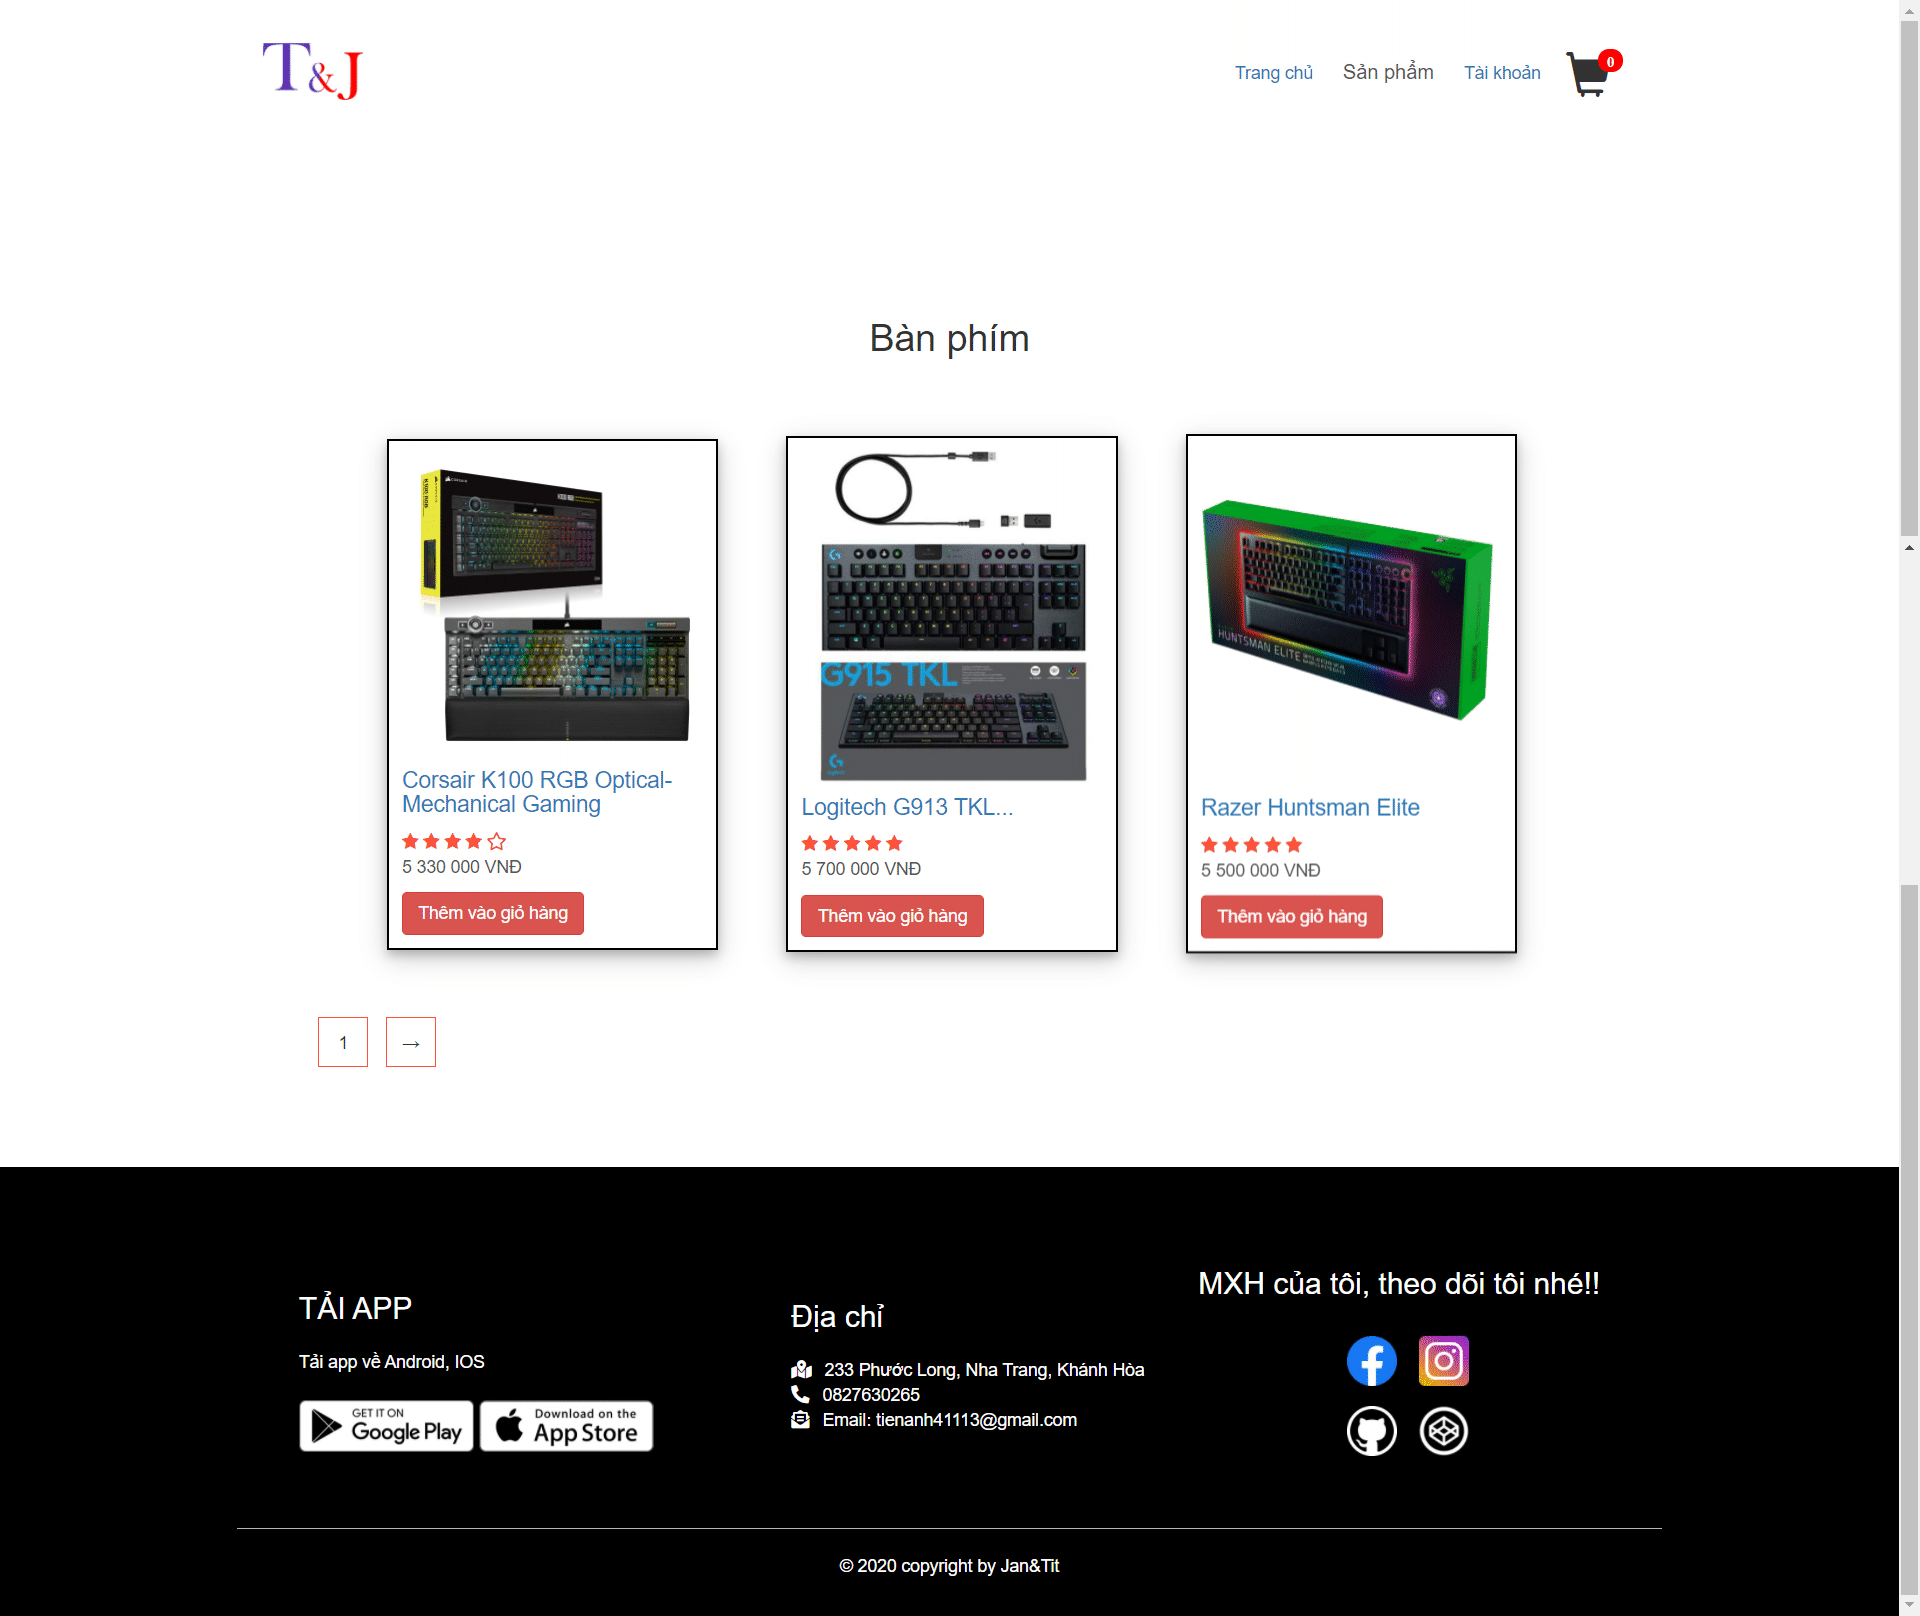 T&J
Trang chủ
Sản phẩm
Tài khoản
0
Bàn phím
K100 RGB
G915 TKL
HUNTSMAN ELITE
Corsair K100 RGB Optical-
Mechanical Gaming
5 330 000 VNĐ
Thêm vào giỏ hàng
Logitech G913 TKL...
5 700 000 VNĐ
Thêm vào giỏ hàng
Razer Huntsman Elite
5 500 000 VNĐ
Thêm vào giỏ hàng
1 →
TẢI APP
Tải app về Android, IOS
GET IT ON
Google Play
Download on the
App Store
Địa chỉ
233 Phước Long, Nha Trang, Khánh Hòa
0827630265
Email: tienanh41113@gmail.com
MXH của tôi, theo dõi tôi nhé!!
© 2020 copyright by Jan&Tit